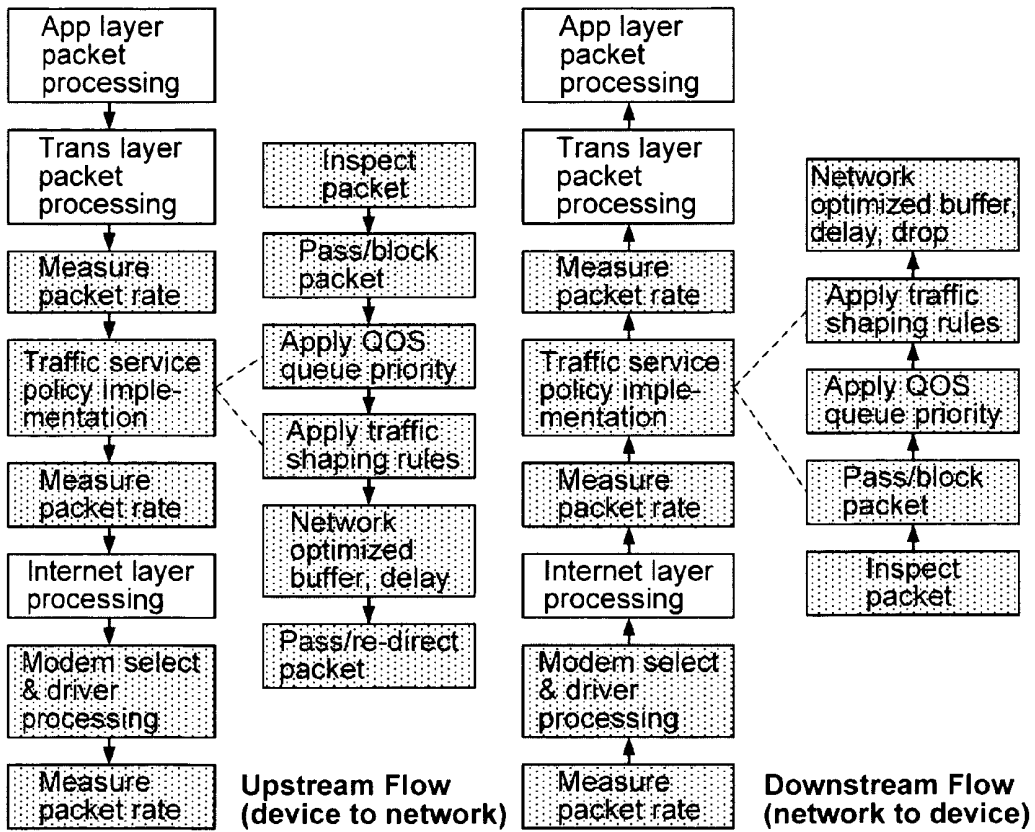 App layer
packet
processing
Trans layer
packet
processing
Measure
packet rate
Traffic service
policy imple-
mentation
Measure
packet rate
Internet layer
processing
Modem select
& driver
processing
Measure
packet rate
Inspect
packet
Pass/block
packet
Apply QOS
queue priority
Apply traffic
shaping rules
Network
optimized
buffer, delay
Pass/re-direct
packet
Upstream Flow
(device to network)
App layer
packet
processing
Trans layer
packet
processing
Measure
packet rate
Traffic service
policy imple-
mentation
Measure
packet rate
Internet layer
processing
Modem select
& driver
processing
Measure
packet rate
Network
optimized buffer,
delay, drop
Apply traffic
shaping rules
Apply QOS
queue priority
Pass/block
packet
Inspect
packet
Downstream Flow
(network to device)